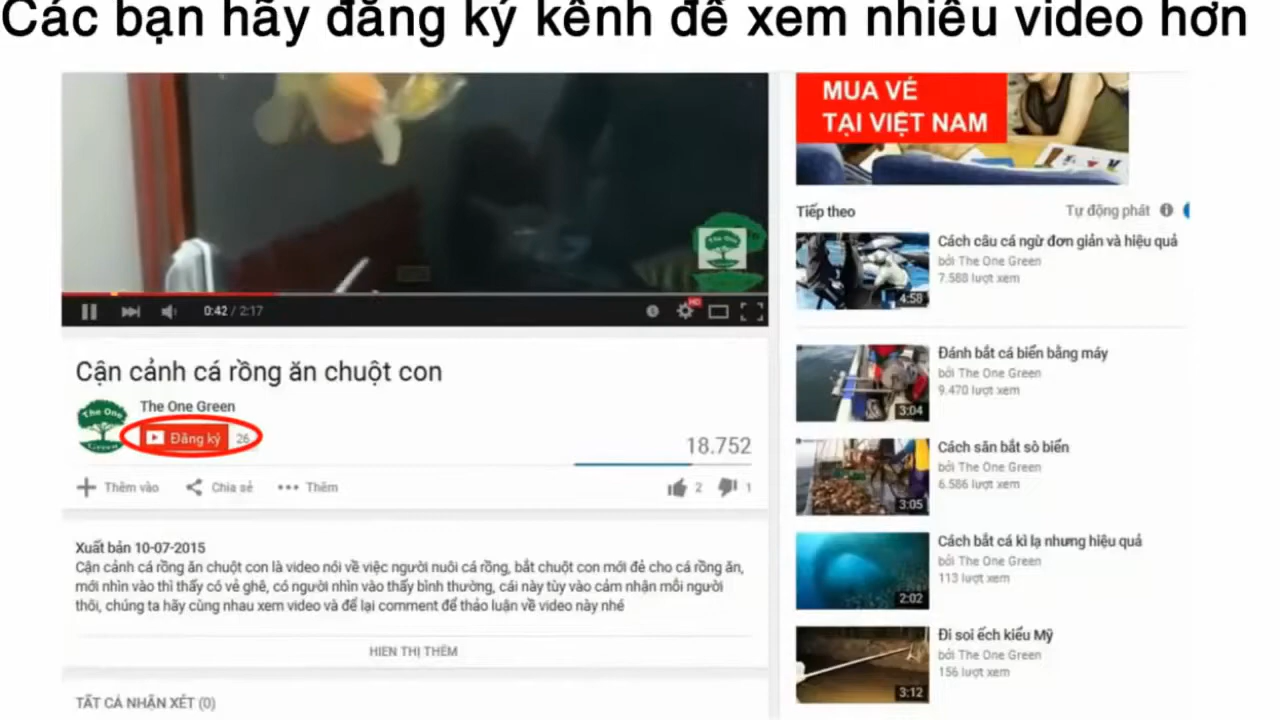 Các bạn hãy đăng ký kênh để xem nhiều video hơn
MUA VÉ
TẠI VIỆT NAM
The One
0:42 / 2:17
HD
Cận cảnh cá rồng ăn chuột con
The One
Green
The One Green
Đăng ký 26
18.752
Thêm vào Chia sẻ Thêm 2 1
Xuất bản 10-07-2015
Cận cảnh cá rồng ăn chuột con là video nói về việc người nuôi cá rồng, bắt chuột con mới đẻ cho cá rồng ăn,
mới nhìn vào thì thấy có vẻ ghê, có người nhìn vào thấy bình thường, cái này tùy vào cảm nhận mỗi người
thôi, chúng ta hãy cùng nhau xem video và để lại comment để thảo luận về video này nhé
HIỂN THỊ THÊM
TẤT CẢ NHẬN XÉT (0)
Tiếp theo Tự động phát
Cách câu cá ngừ đơn giản và hiệu quả
bởi The One Green
7.588 lượt xem
4:58
Đánh bắt cá biển bằng máy
bởi The One Green
9.470 lượt xem
3:04
Cách săn bắt sò biển
bởi The One Green
6.586 lượt xem
3:05
Cách bắt cá kì lạ nhưng hiệu quả
bởi The One Green
113 lượt xem
2:02
Đi soi ếch kiểu Mỹ
bởi The One Green
156 lượt xem
3:12